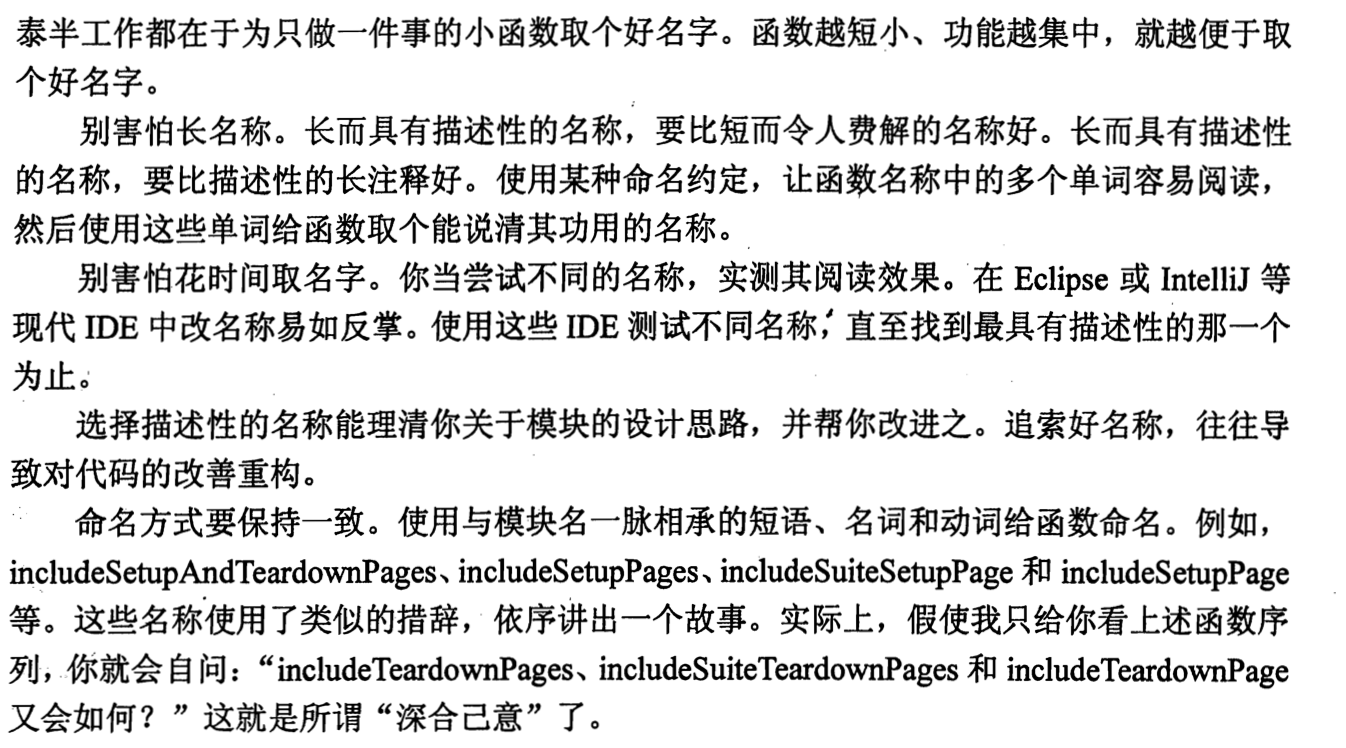 泰半工作都在于为只做一件事的小函数取个好名字。函数越短小、功能越集中，就越便于取
个好名字。
别害怕长名称。长而具有描述性的名称，要比短而令人费解的名称好。长而具有描述性
的名称，要比描述性的长注释好。使用某种命名约定，让函数名称中的多个单词容易阅读，
然后使用这些单词给函数取个能说清其功用的名称。
别害怕花时间取名字。你当尝试不同的名称，实测其阅读效果。在 Eclipse 或 IntelliJ 等
现代 IDE 中改名称易如反掌。使用这些 IDE 测试不同名称，直至找到最具有描述性的那一个
为止。
选择描述性的名称能理清你关于模块的设计思路，并帮你改进之。追索好名称，往往导
致对代码的改善重构。
命名方式要保持一致。使用与模块名一脉相承的短语、名词和动词给函数命名。例如，
includeSetupAndTeardownPages、includeSetupPages、includeSuiteSetupPage 和 includeSetupPage
等。这些名称使用了类似的措辞，依序讲出一个故事。实际上，假使我只给你看上述函数序
列，你就会自问：“includeTeardownPages、includeSuiteTeardownPages 和 includeTeardownPage
又会如何？”这就是所谓“深合己意”了。